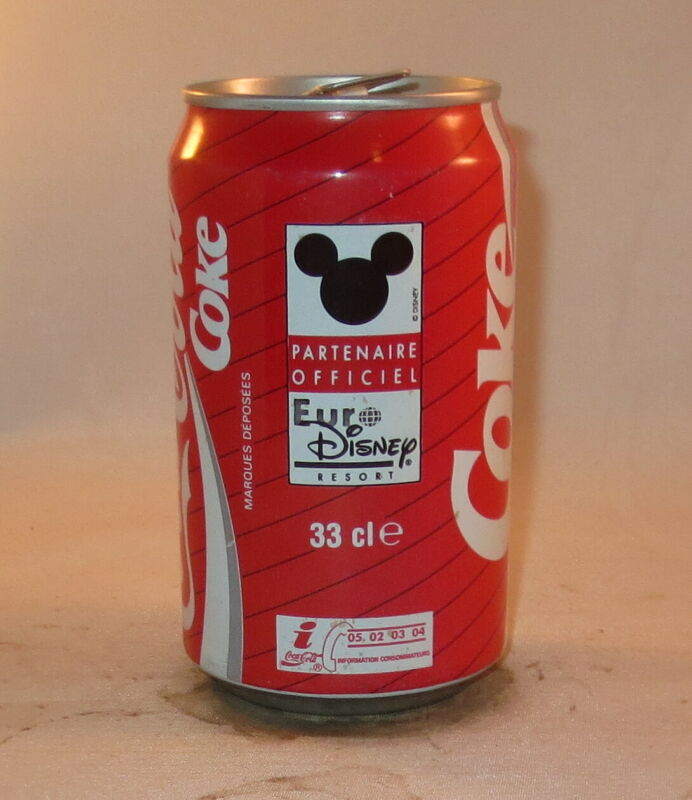 Coke
MARQUES DÉPOSÉES
© DISNEY
PARTENAIRE
OFFICIEL
Euro
Disney®
RESORT
33 cl e
i
Coca-Cola
®
05. 02 03 04
INFORMATION CONSOMMATEURS
Coke